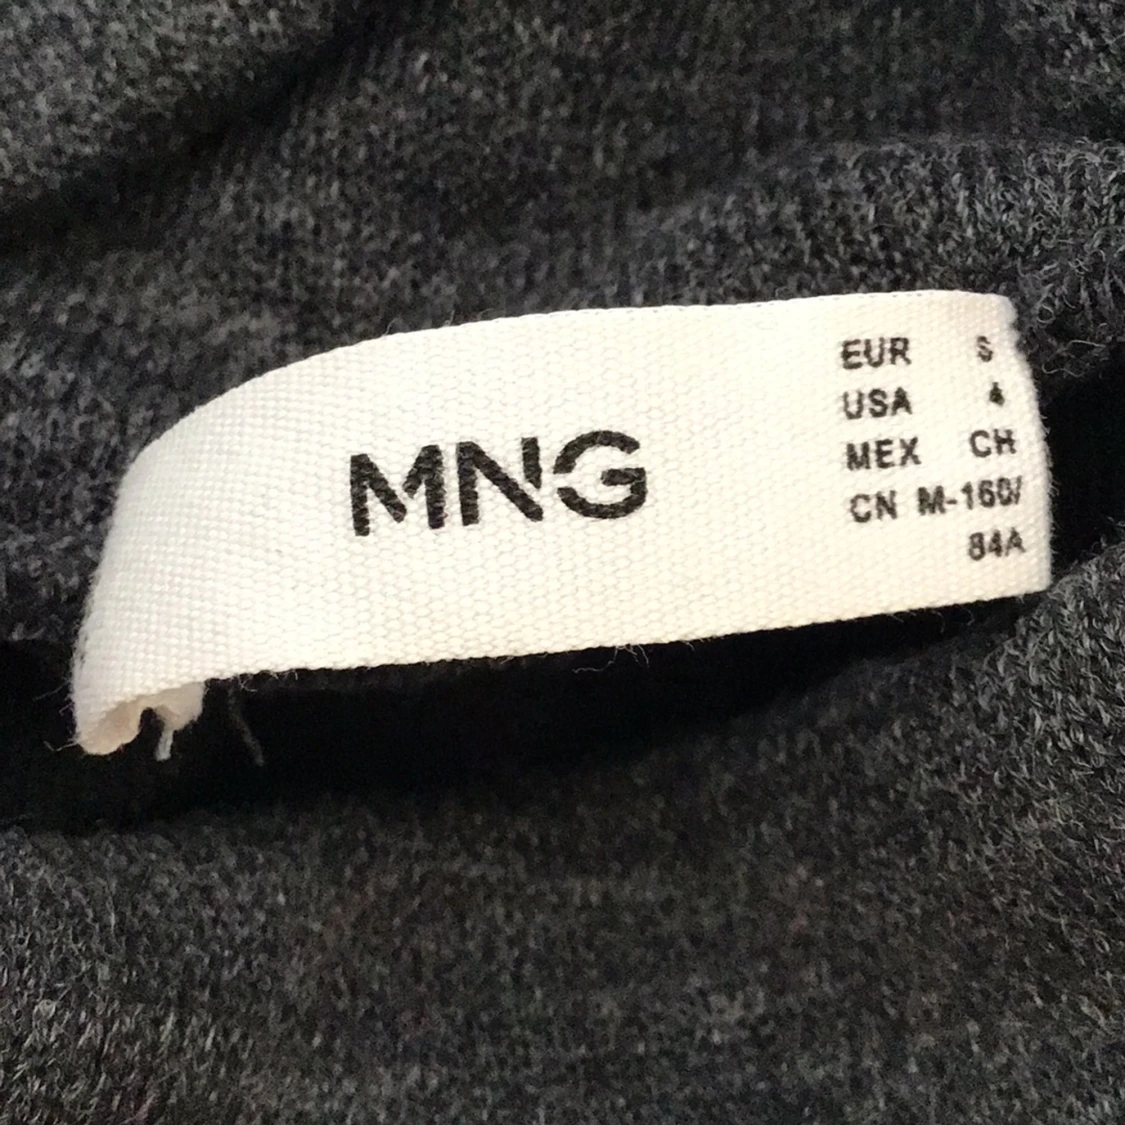 MNG
EUR S
USA 4
MEX CH
CN M-160/
84A